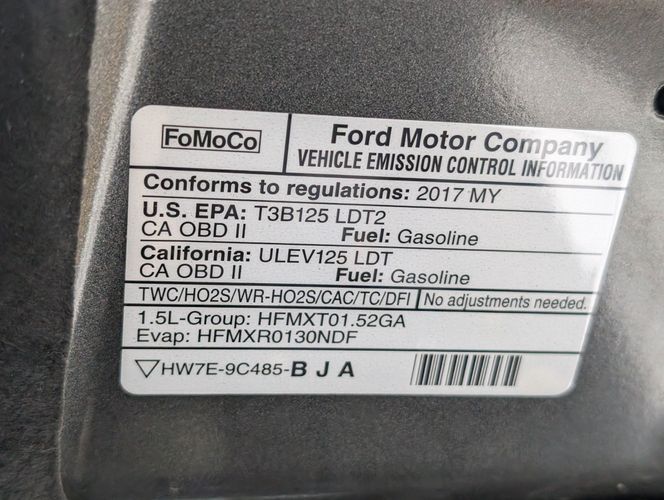 FoMoCo
Ford Motor Company
VEHICLE EMISSION CONTROL INFORMATION
Conforms to regulations: 2017 MY
U.S. EPA: T3B125 LDT2
CA OBD II Fuel: Gasoline
California: ULEV125 LDT
CA OBD II Fuel: Gasoline
TWC/HO2S/WR-HO2S/CAC/TC/DFI No adjustments needed.
1.5L-Group: HFMXT01.52GA
Evap: HFMXR0130NDF
▽HW7E-9C485-B J A